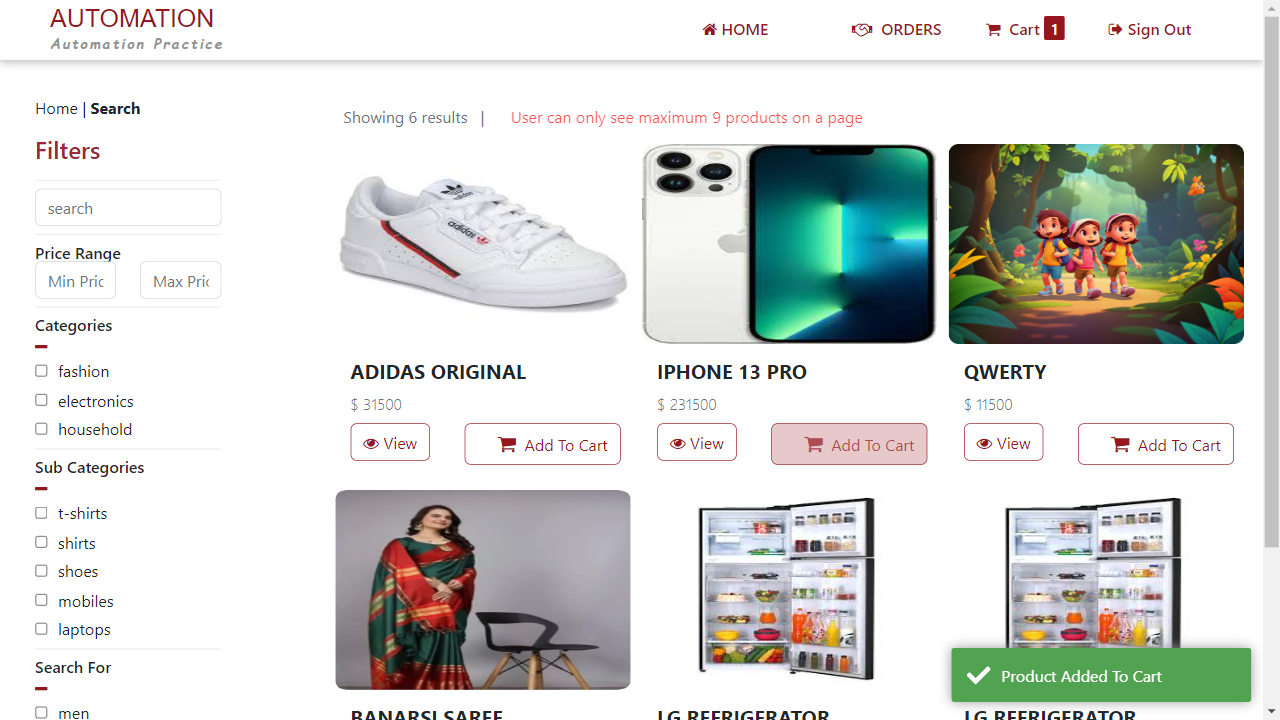 AUTOMATION
Automation Practice
HOME
ORDERS
Cart 1
Sign Out
Home | Search
Filters
search
Price Range
Min Pric
Max Pric
Categories
fashion
electronics
household
Sub Categories
t-shirts
shirts
shoes
mobiles
laptops
Search For
men
Showing 6 results |
User can only see maximum 9 products on a page
adidas
ADIDAS ORIGINAL
$ 31500
View
Add To Cart
IPHONE 13 PRO
$ 231500
View
Add To Cart
QWERTY
$ 11500
View
Add To Cart
BANARSI SAREE
LG REFRIGERATOR
LG REFRIGERATOR
Product Added To Cart